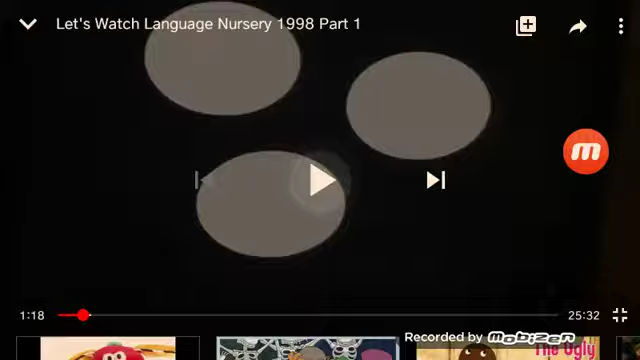 Let's Watch Language Nursery 1998 Part 1
1:18
25:32
Recorded by mobizen
The Ugly